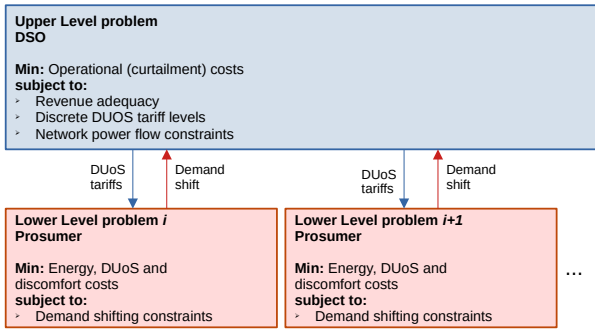 Upper Level problem
DSO
Min: Operational (curtailment) costs
subject to:
➢ Revenue adequacy
➢ Discrete DUOS tariff levels
➢ Network power flow constraints
DUoS
tariffs
Demand
shift
DUoS
tariffs
Demand
shift
Lower Level problem i
Prosumer
Min: Energy, DUoS and
discomfort costs
subject to:
➢ Demand shifting constraints
Lower Level problem i+1
Prosumer
Min: Energy, DUoS and
discomfort costs
subject to:
➢ Demand shifting constraints
...